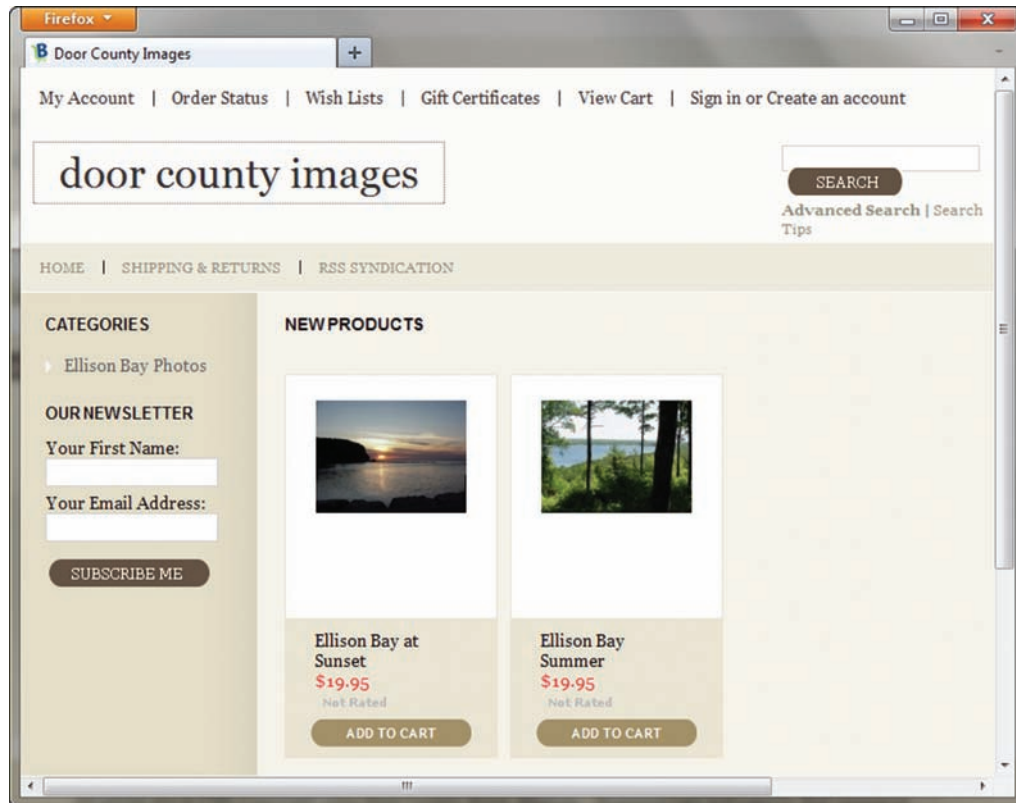 Firefox
Door County Images
My Account | Order Status | Wish Lists | Gift Certificates | View Cart | Sign in or Create an account
door county images
SEARCH
Advanced Search | Search
Tips
HOME | SHIPPING & RETURNS | RSS SYNDICATION
CATEGORIES
Ellison Bay Photos
OUR NEWSLETTER
Your First Name:
Your Email Address:
SUBSCRIBE ME
NEW PRODUCTS
Ellison Bay at
Sunset
$19.95
Not Rated
ADD TO CART
Ellison Bay
Summer
$19.95
Not Rated
ADD TO CART